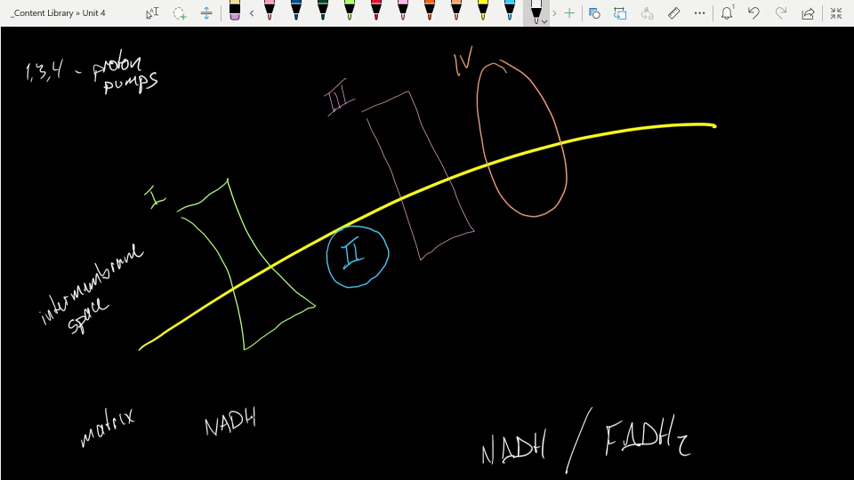 _Content Library » Unit 4
1,3,4 - proton
pumps
IV
III
I
II
intermembrane
space
matrix
NADH
NADH / FADH₂